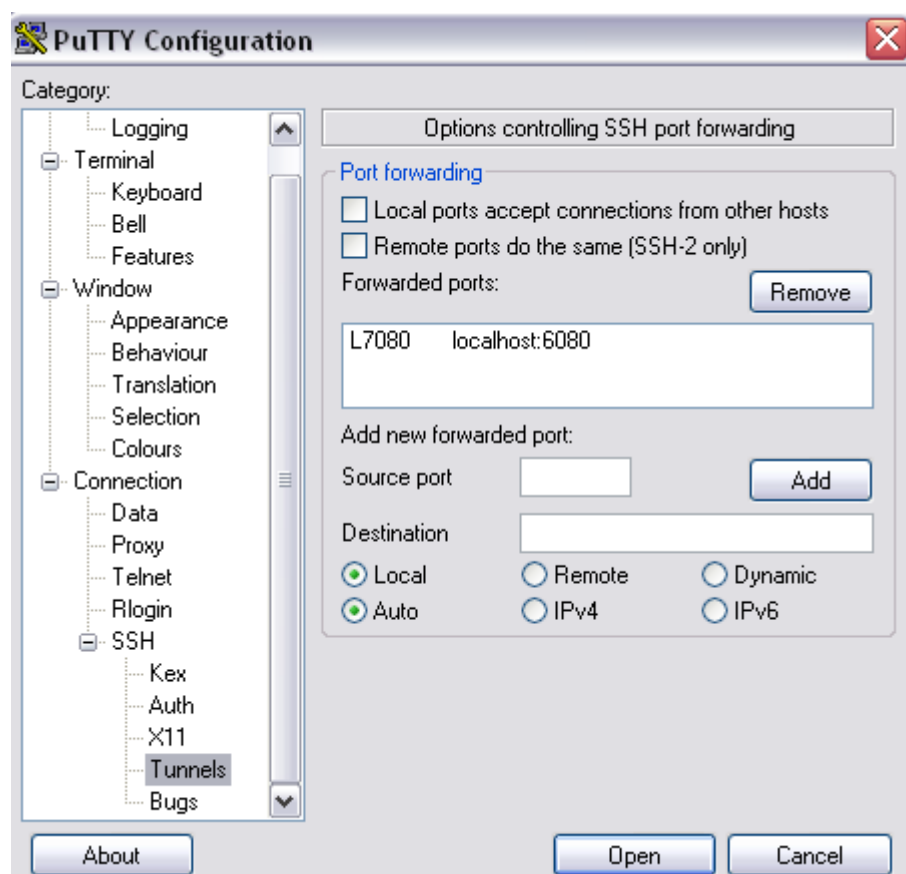 PuTTY Configuration
Category:
Logging
Terminal
Keyboard
Bell
Features
Window
Appearance
Behaviour
Translation
Selection
Colours
Connection
Data
Proxy
Telnet
Rlogin
SSH
Kex
Auth
X11
Tunnels
Bugs
Options controlling SSH port forwarding
Port forwarding
Local ports accept connections from other hosts
Remote ports do the same (SSH-2 only)
Forwarded ports: Remove
L7080 localhost:6080
Add new forwarded port:
Source port Add
Destination
Local Remote Dynamic
Auto IPv4 IPv6
About Open Cancel